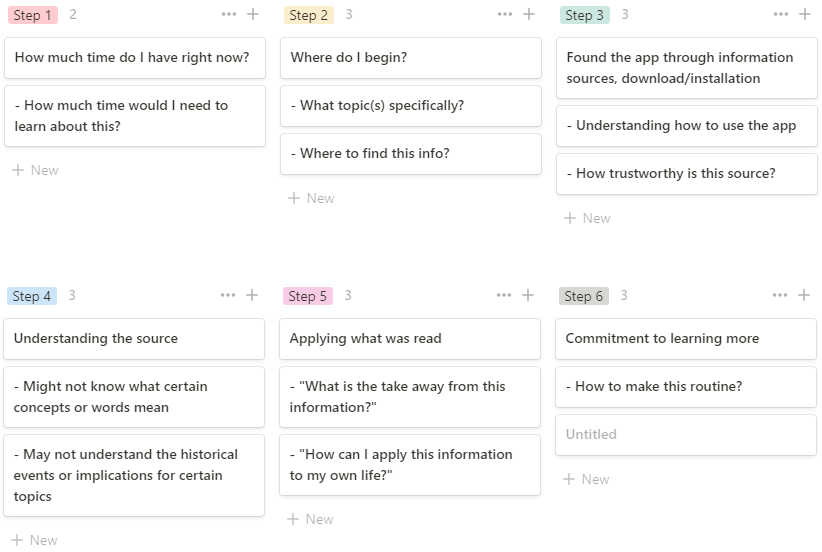 Step 1 2
How much time do I have right now?
- How much time would I need to
learn about this?
+ New
Step 2 3
Where do I begin?
- What topic(s) specifically?
- Where to find this info?
+ New
Step 3 3
Found the app through information
sources, download/installation
- Understanding how to use the app
- How trustworthy is this source?
+ New
Step 4 3
Understanding the source
- Might not know what certain
concepts or words mean
- May not understand the historical
events or implications for certain
topics
+ New
Step 5 3
Applying what was read
- "What is the take away from this
information?"
- "How can I apply this information
to my own life?"
+ New
Step 6 3
Commitment to learning more
- How to make this routine?
Untitled
+ New